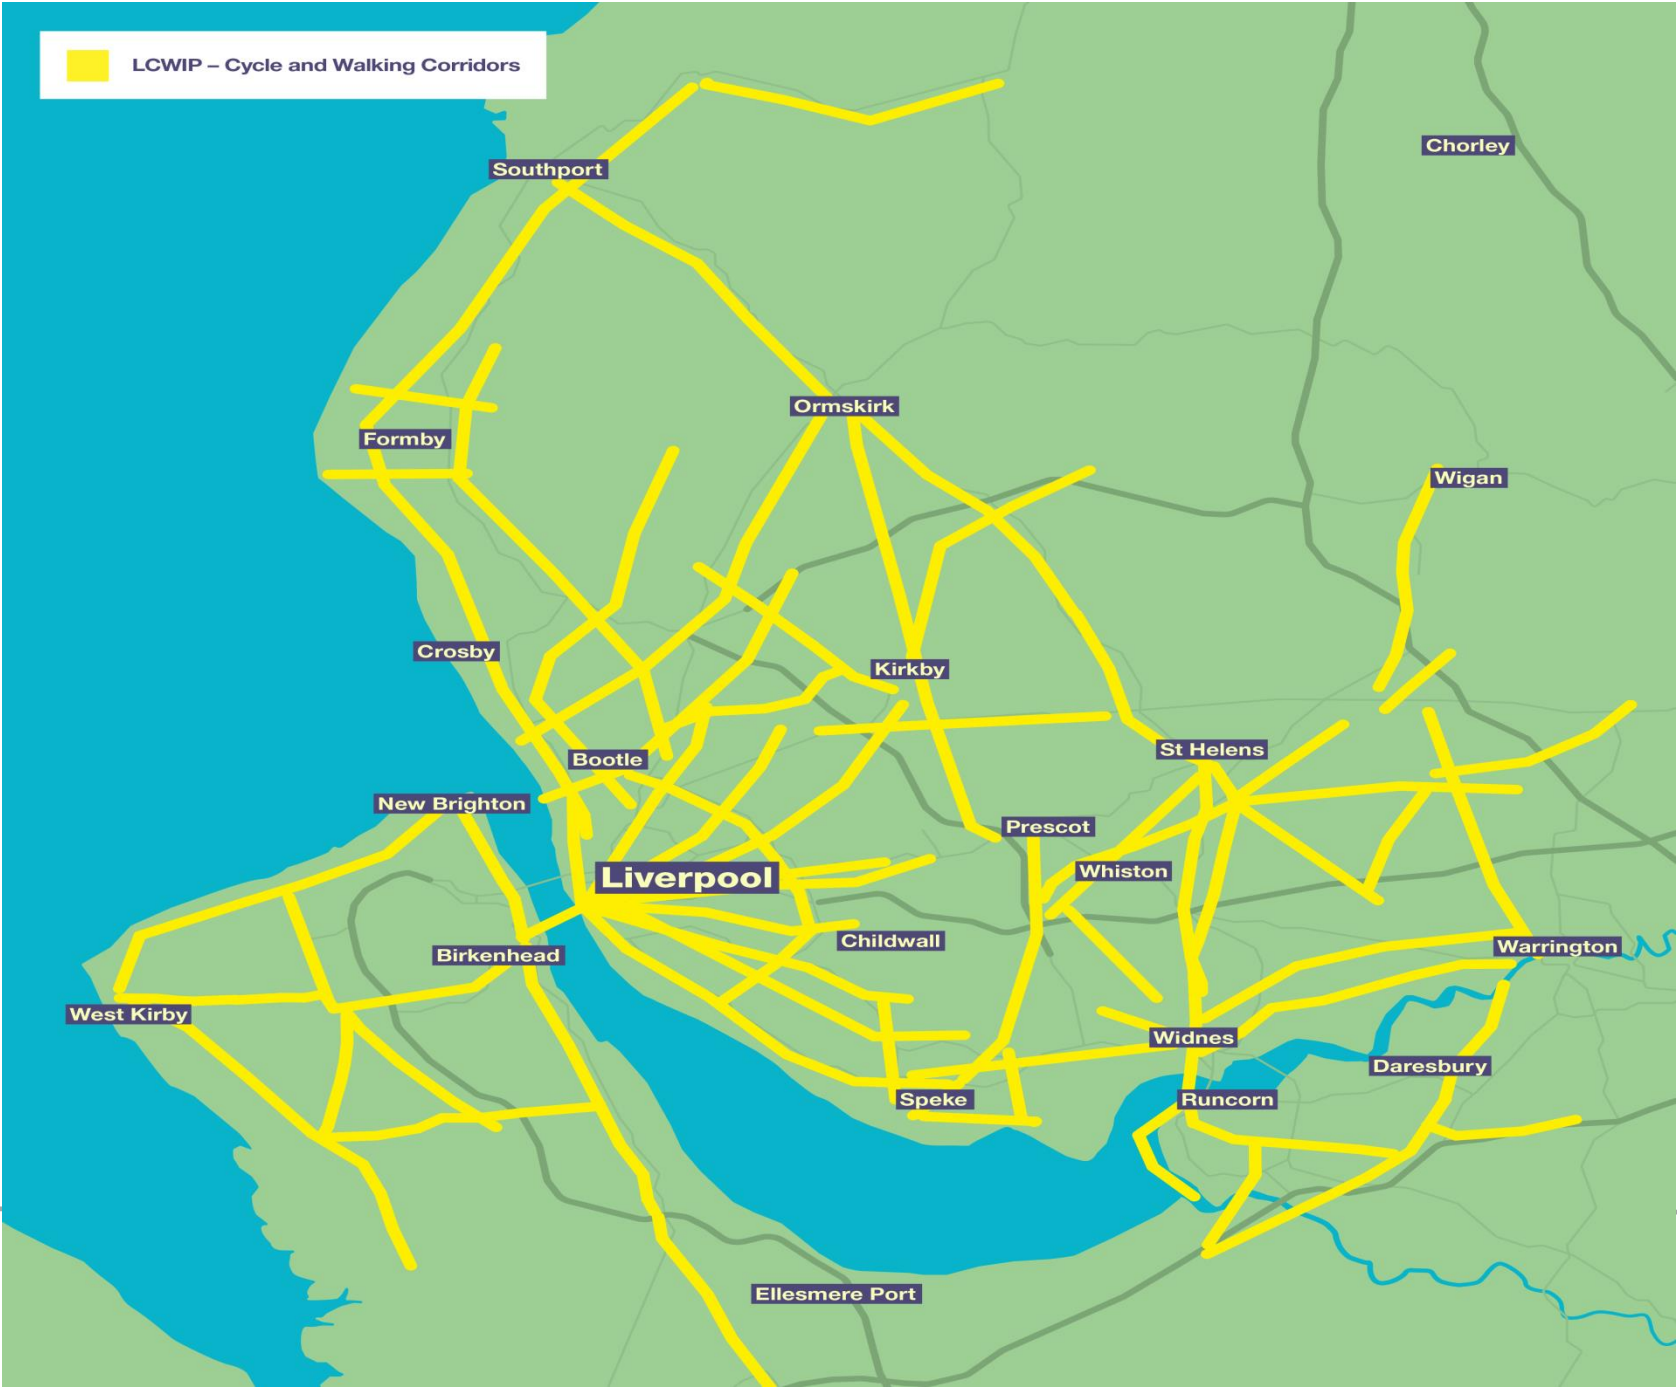 LCWIP – Cycle and Walking Corridors
Chorley
Southport
Ormskirk
Formby
Wigan
Crosby
Kirkby
St Helens
Bootle
New Brighton
Prescot
Whiston
Liverpool
Childwall
Warrington
Birkenhead
West Kirby
Widnes
Daresbury
Speke
Runcorn
Ellesmere Port